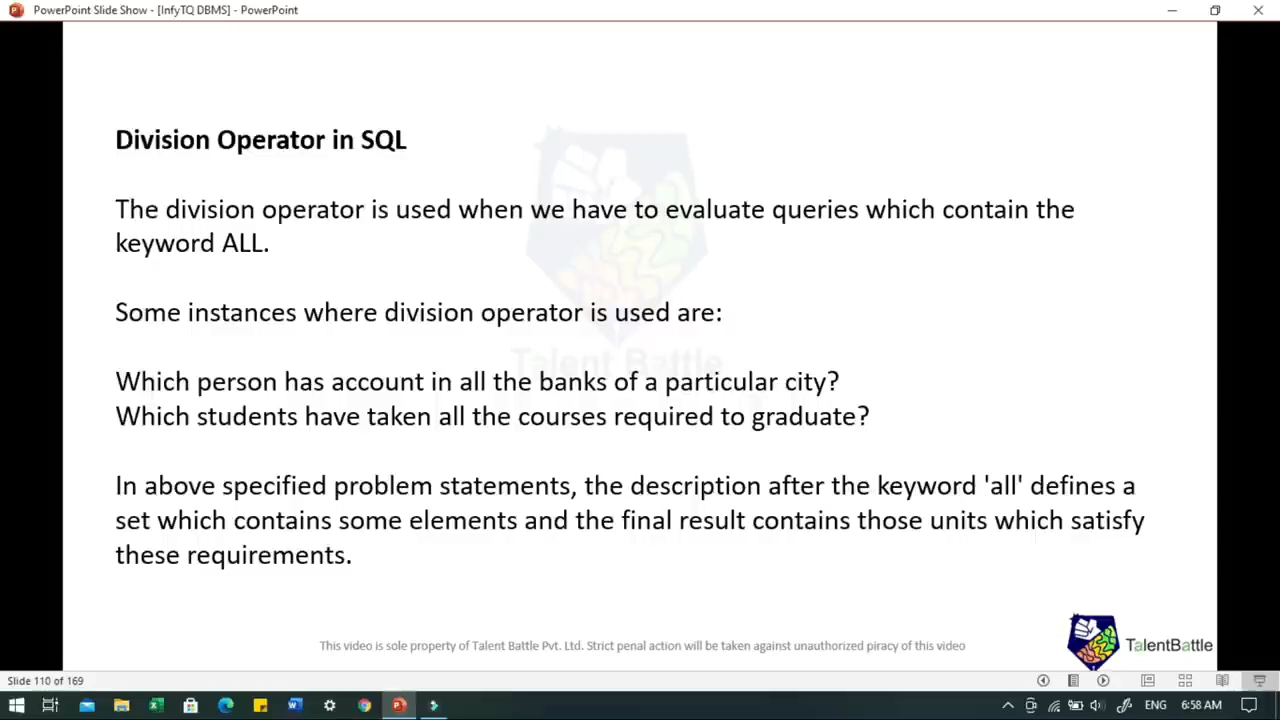 PowerPoint Slide Show - [InfyTQ DBMS] - PowerPoint
Division Operator in SQL
The division operator is used when we have to evaluate queries which contain the
keyword ALL.
Some instances where division operator is used are:
Talent Battle
Which person has account in all the banks of a particular city?
Which students have taken all the courses required to graduate?
In above specified problem statements, the description after the keyword 'all' defines a
set which contains some elements and the final result contains those units which satisfy
these requirements.
This video is sole property of Talent Battle Pvt. Ltd. Strict penal action will be taken against unauthorized piracy of this video
TalentBattle
Slide 110 of 169
ENG
6:58 AM